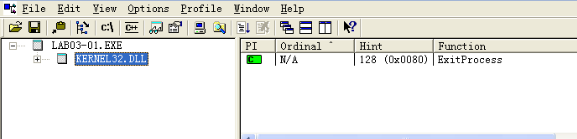 File Edit View Options Profile Window Help
c:\ C++
LAB03-01.EXE
KERNEL32.DLL
PI Ordinal ^ Hint Function
C N/A 128 (0x0080) ExitProcess